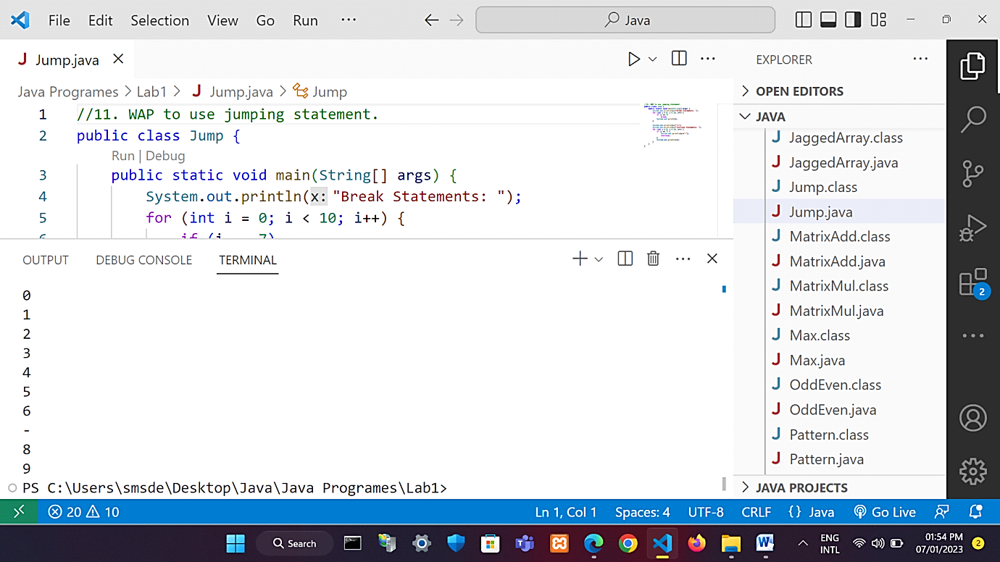 File Edit Selection View Go Run ···
Java
J Jump.java
Java Programes > Lab1 > J Jump.java > Jump
1 //11. WAP to use jumping statement.
2 public class Jump {
Run | Debug
3 public static void main(String[] args) {
4 System.out.println(x: "Break Statements: ");
5 for (int i = 0; i < 10; i++) {
OUTPUT DEBUG CONSOLE TERMINAL
0
1
2
3
4
5
6
-
8
9
PS C:\Users\smsde\Desktop\Java\Java Programes\Lab1>
EXPLORER
OPEN EDITORS
JAVA
J JaggedArray.class
J JaggedArray.java
J Jump.class
J Jump.java
J MatrixAdd.class
J MatrixAdd.java
J MatrixMul.class
J MatrixMul.java
J Max.class
J Max.java
J OddEven.class
J OddEven.java
J Pattern.class
J Pattern.java
JAVA PROJECTS
2
20 10 Ln 1, Col 1 Spaces: 4 UTF-8 CRLF {} Java Go Live
Search
ENG
INTL
01:54 PM
07/01/2023
2